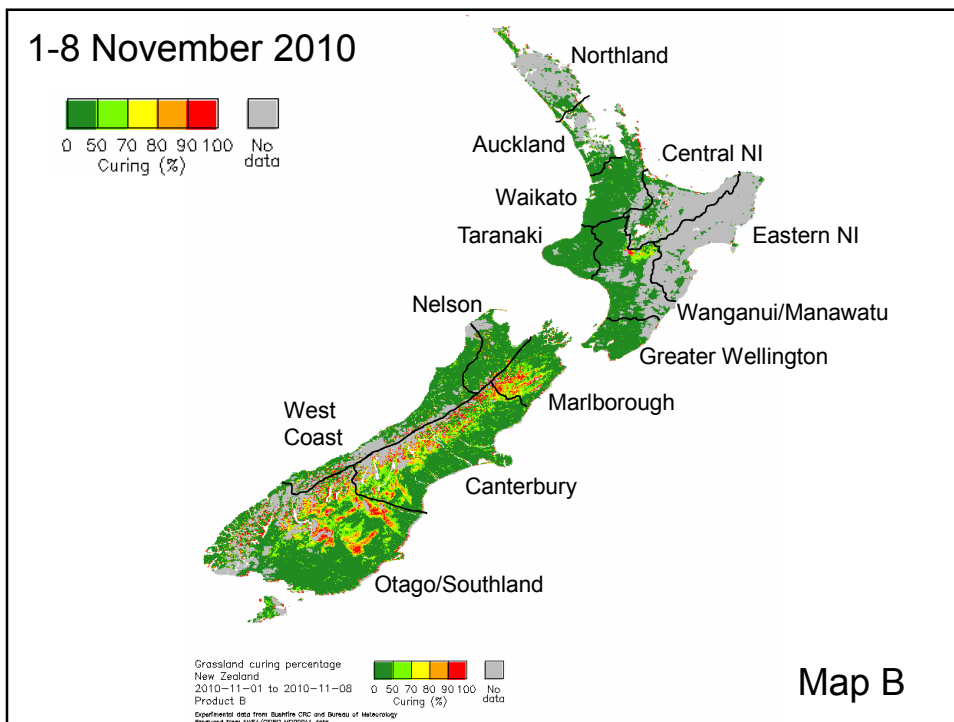 1-8 November 2010
Northland
Auckland
Central NI
0 50 70 80 90 100
Curing (%)
No data
Waikato
Taranaki
Eastern NI
Nelson
Wanganui/Manawatu
Greater Wellington
West Coast
Marlborough
Canterbury
Otago/Southland
Grassland curing percentage
New Zealand
2010-11-01 to 2010-11-08
Product B
0 50 70 80 90 100
Curing (%)
No data
Experimental data from Bushfire CRC and Bureau of Meteorology
Map B